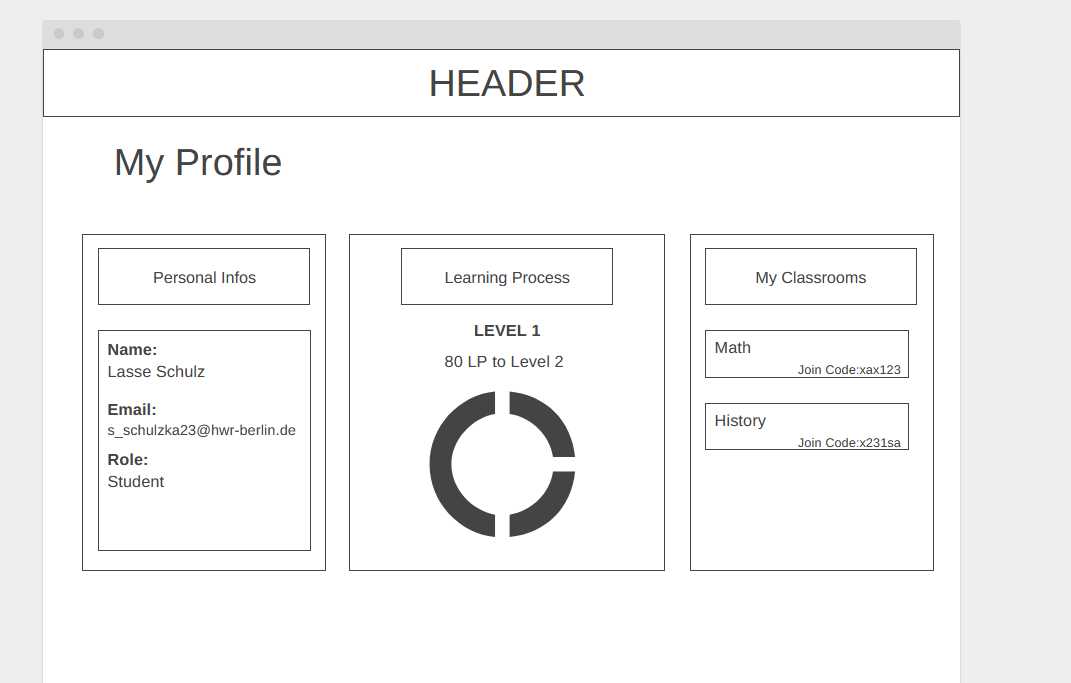 HEADER
My Profile
Personal Infos
Name:
Lasse Schulz
Email:
s_schulzka23@hwr-berlin.de
Role:
Student
Learning Process
LEVEL 1
80 LP to Level 2
My Classrooms
Math
Join Code:xax123
History
Join Code:x231sa